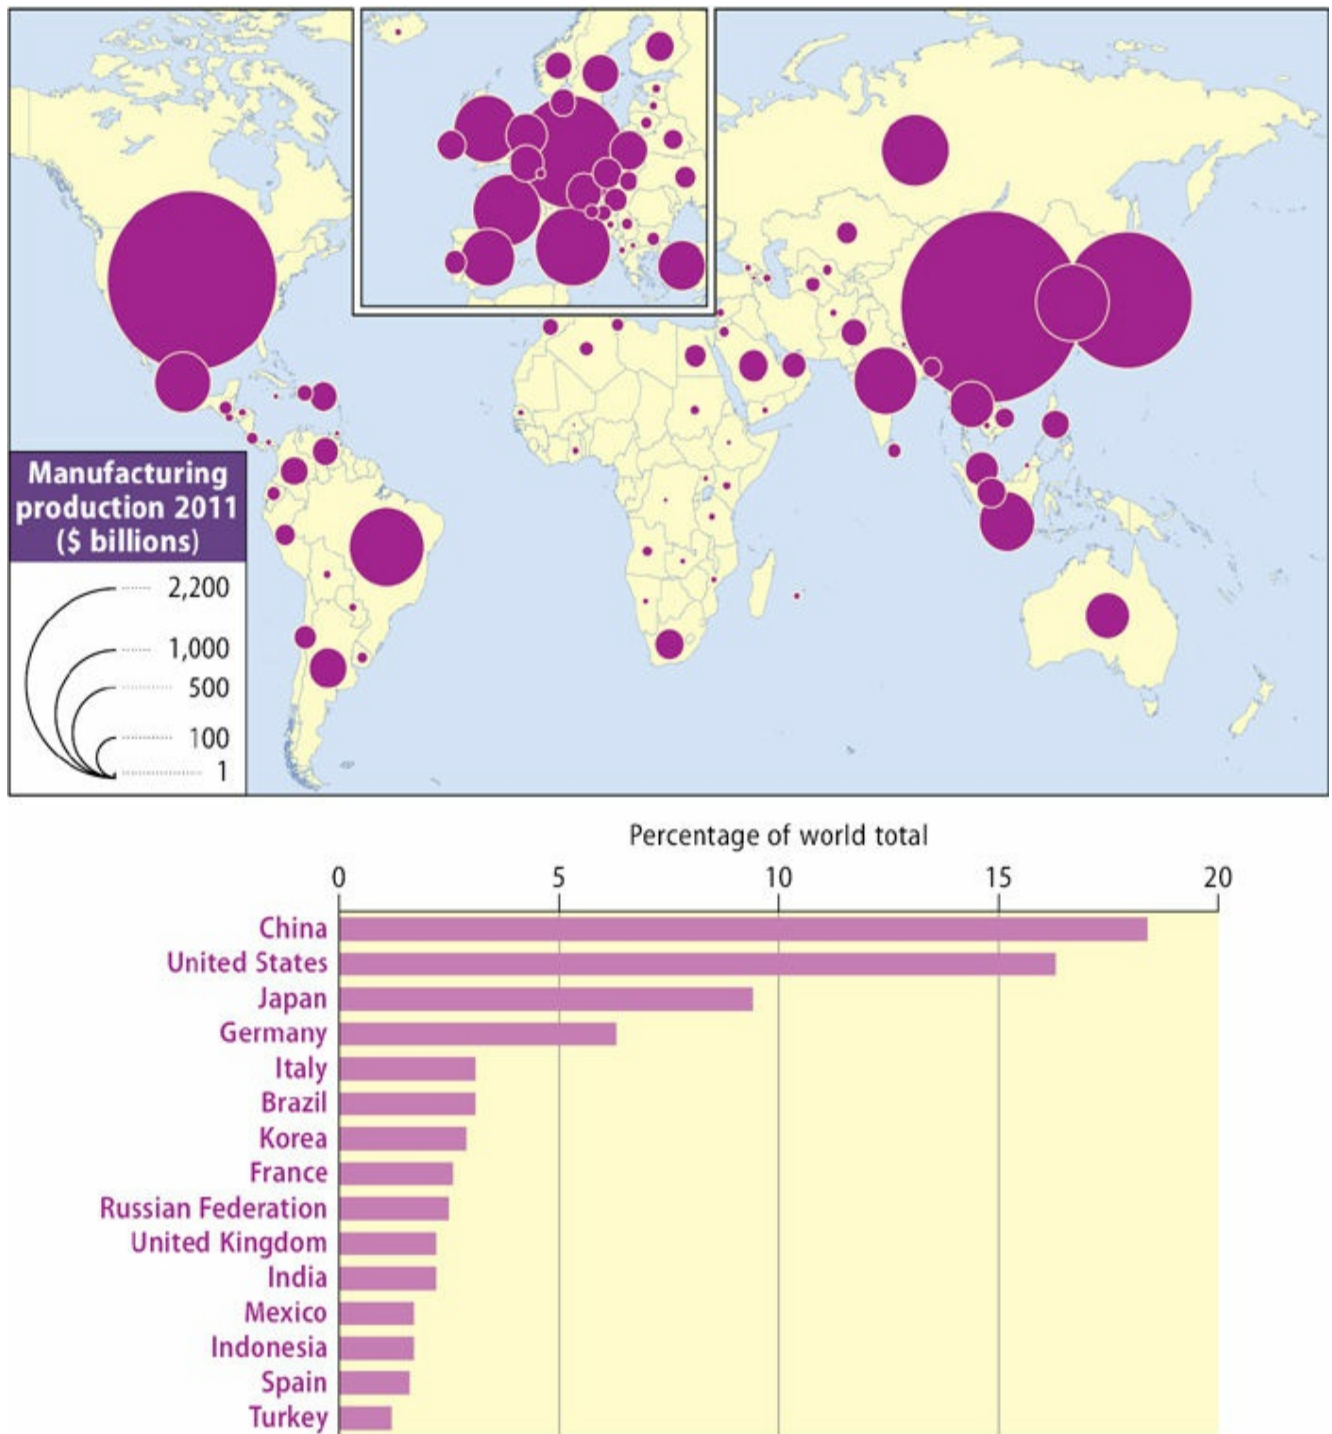 Manufacturing
production 2011
($ billions)
2,200
1,000
500
100
1
Percentage of world total
0 5 10 15 20
China
United States
Japan
Germany
Italy
Brazil
Korea
France
Russian Federation
United Kingdom
India
Mexico
Indonesia
Spain
Turkey